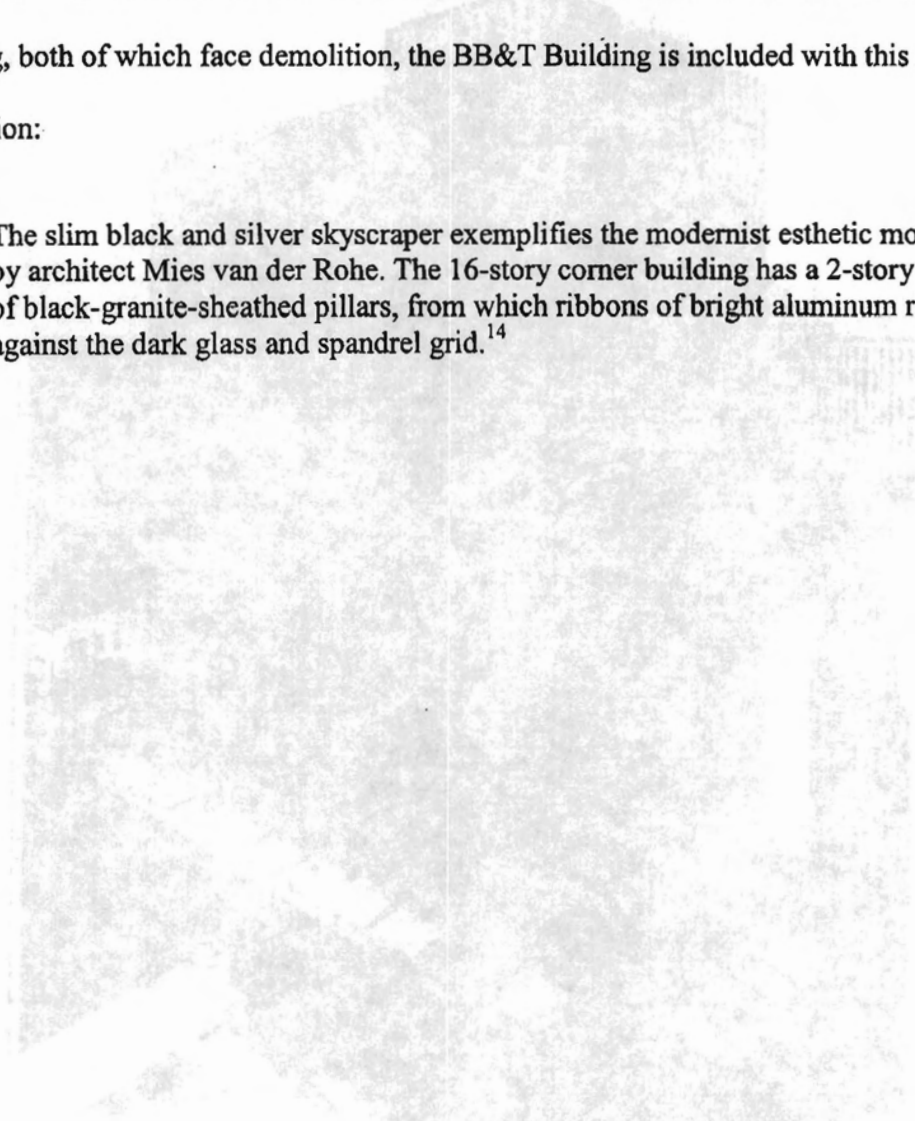 , both of which face demolition, the BB&T Building is included with this
ion:
The slim black and silver skyscraper exemplifies the modernist esthetic mo
by architect Mies van der Rohe. The 16-story corner building has a 2-story
of black-granite-sheathed pillars, from which ribbons of bright aluminum r
against the dark glass and spandrel grid.14